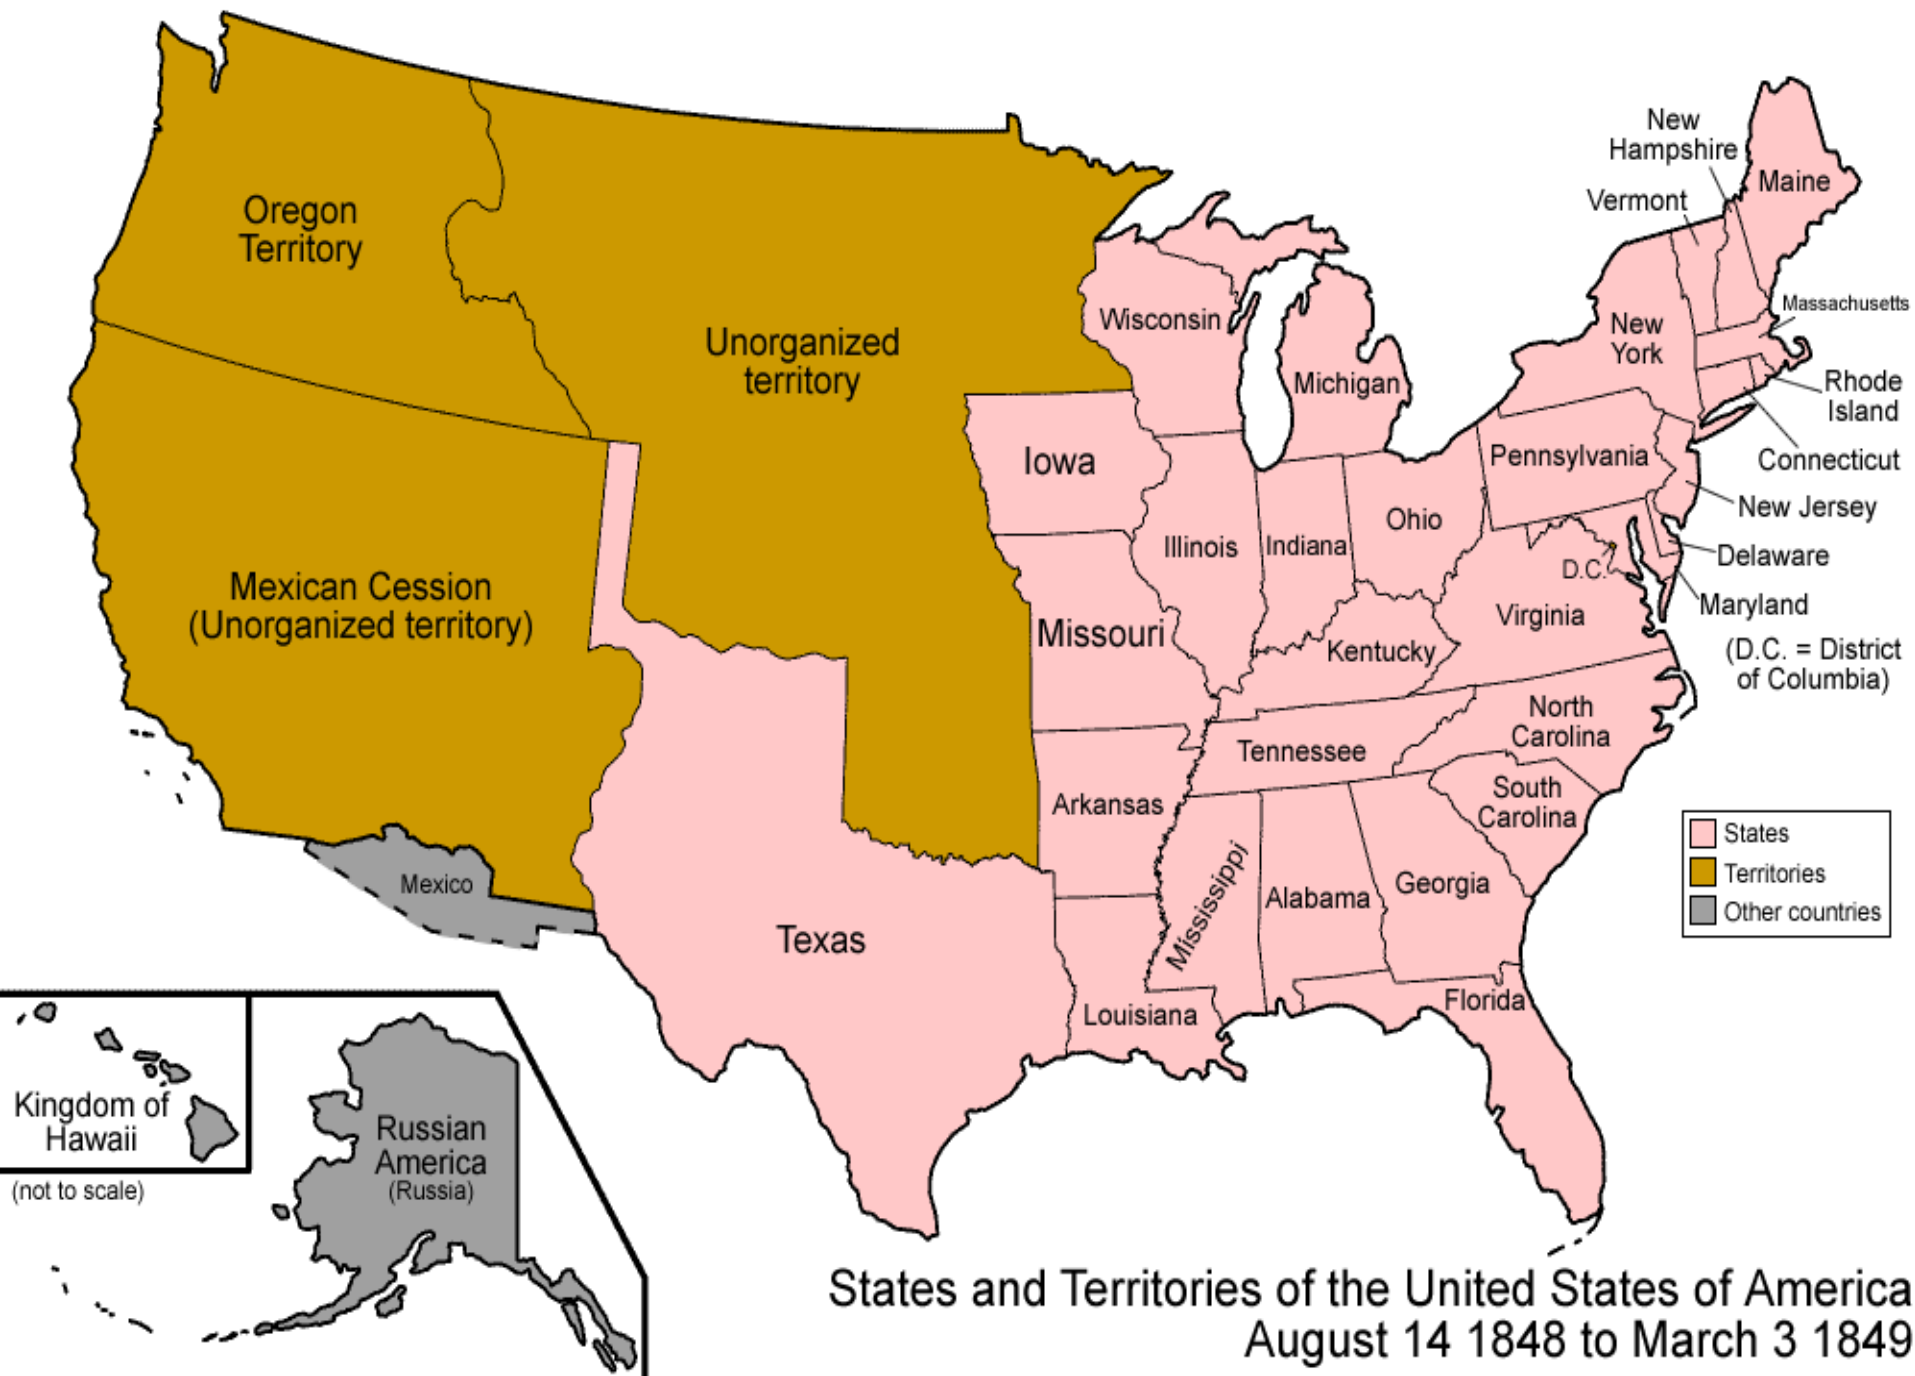 New
Hampshire
Vermont
Maine
Oregon
Territory
Unorganized
territory
Wisconsin
Michigan
New
York
Massachusetts
Rhode
Island
Connecticut
Pennsylvania
New Jersey
Iowa
Illinois
Indiana
Ohio
D.C.
Delaware
Maryland
(D.C. = District
of Columbia)
Mexican Cession
(Unorganized territory)
Missouri
Kentucky
Virginia
North
Carolina
Tennessee
South
Carolina
Arkansas
Mississippi
Alabama
Georgia
States
Territories
Other countries
Mexico
Texas
Louisiana
Florida
Kingdom of
Hawaii
(not to scale)
Russian
America
(Russia)
States and Territories of the United States of America
August 14 1848 to March 3 1849